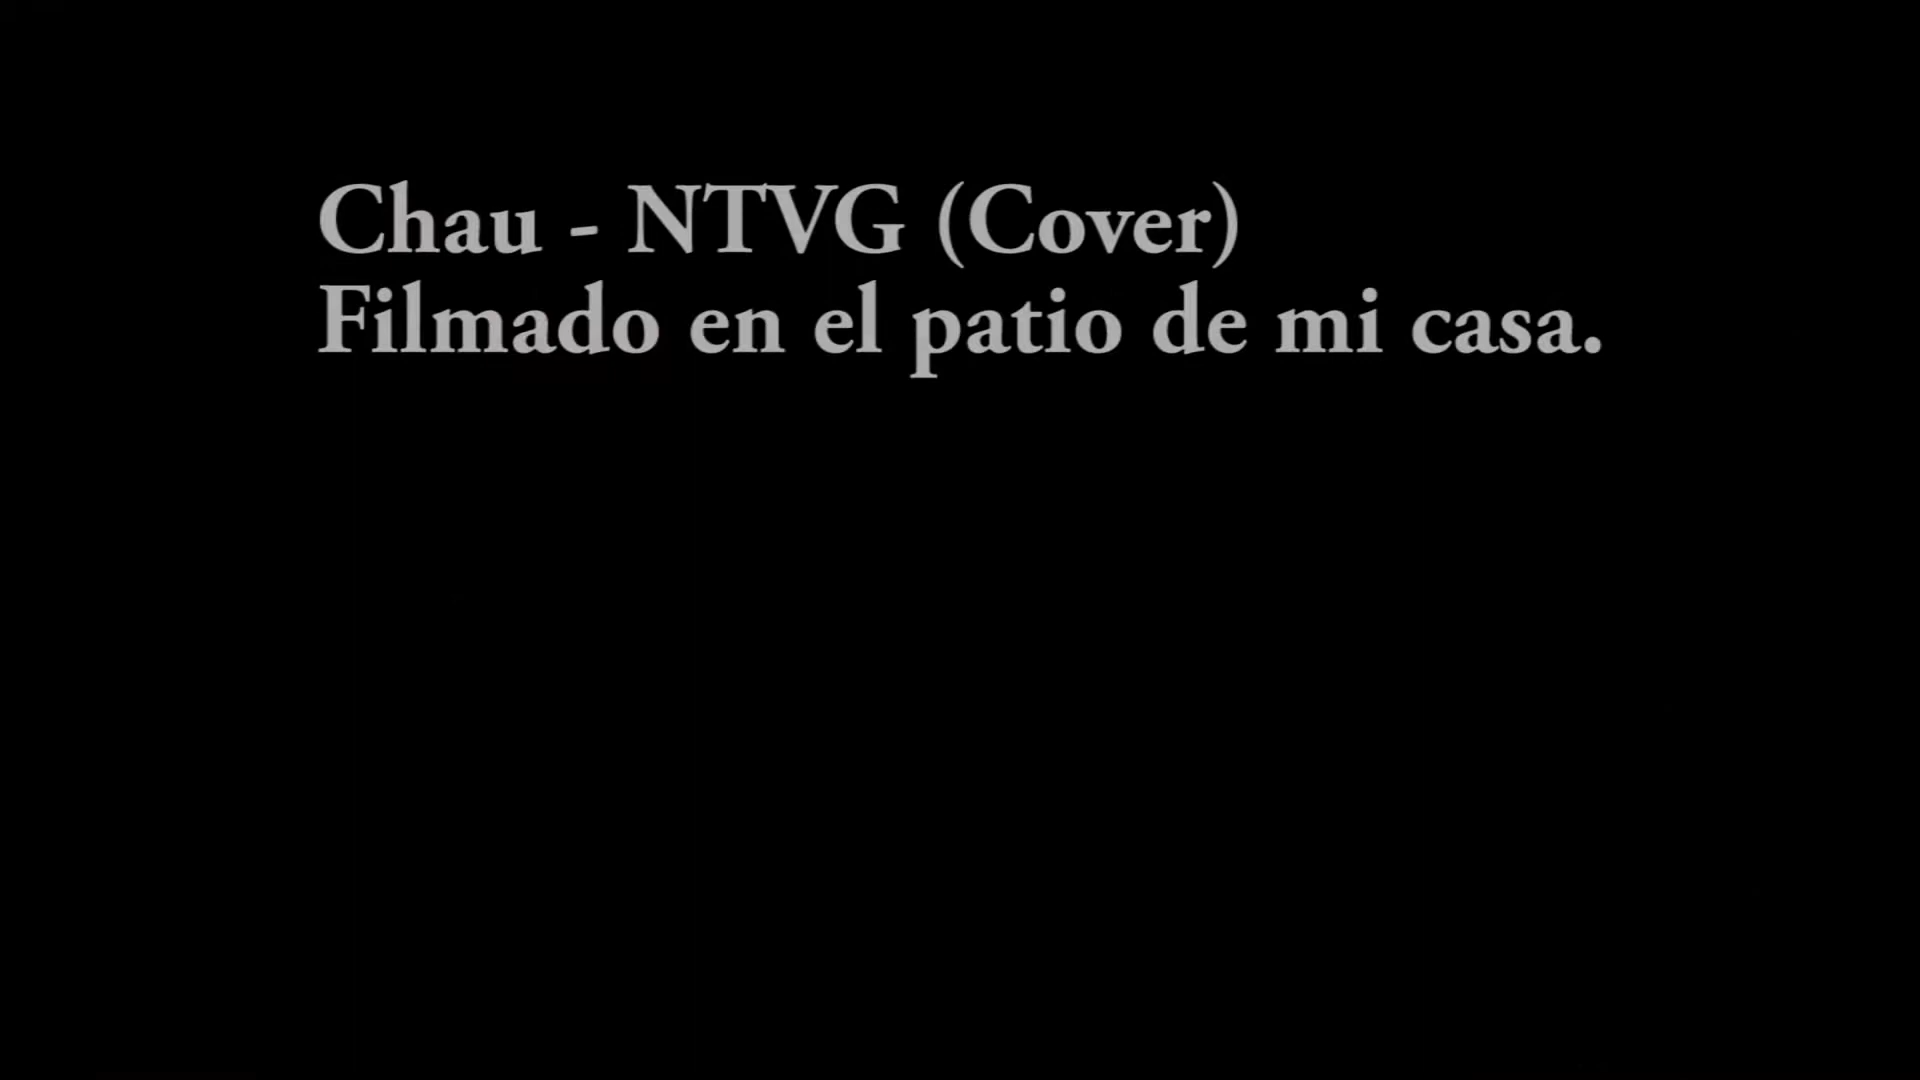 Chau - NTVG (Cover)
Filmado en el patio de mi casa.